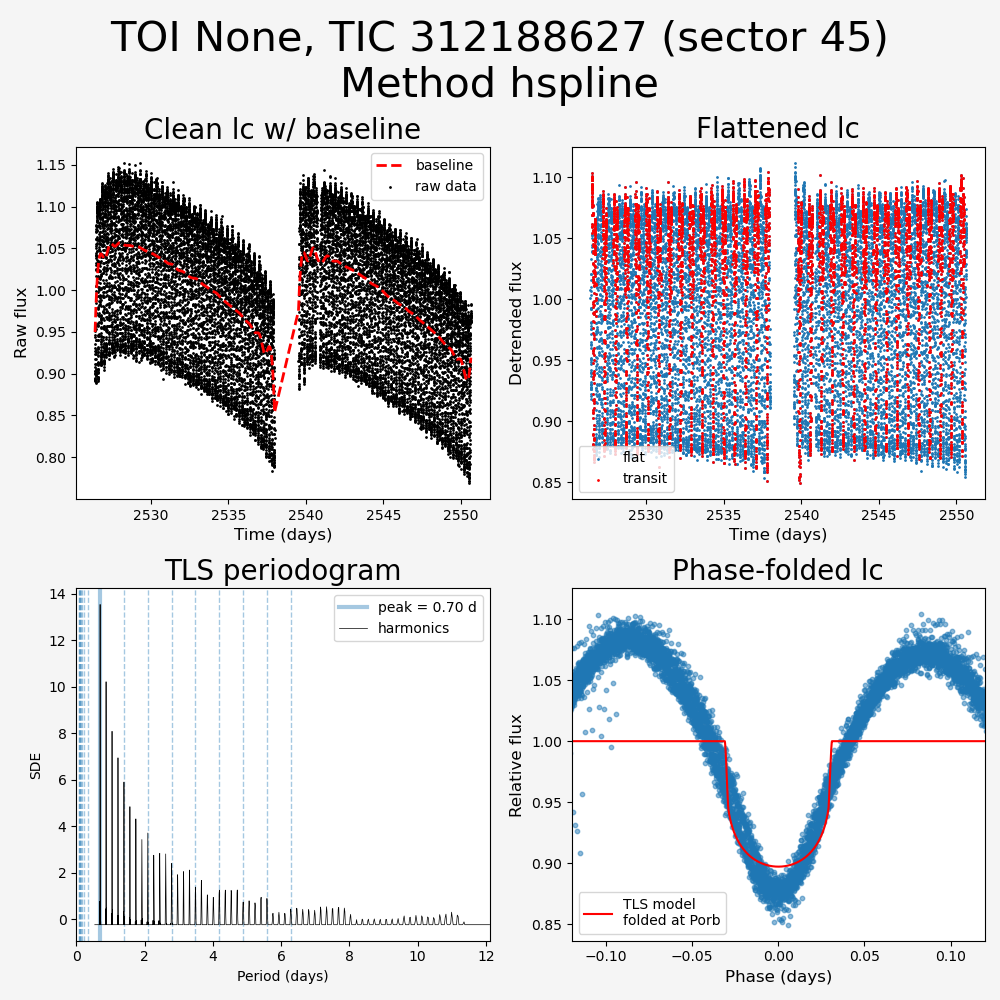 TOI None, TIC 312188627 (sector 45)
Method hspline
Clean lc w/ baseline
Flattened lc
baseline
raw data
1.15
1.10
1.05
1.00
0.95
0.90
0.85
0.80
Raw flux
2530
2535
2540
2545
2550
Time (days)
1.10
1.05
1.00
0.95
0.90
0.85
Detrended flux
flat
transit
2530
2535
2540
2545
2550
Time (days)
TLS periodogram
Phase-folded lc
peak = 0.70 d
harmonics
14
12
10
8
6
4
2
0
SDE
0
2
4
6
8
10
12
Period (days)
1.10
1.05
1.00
0.95
0.90
0.85
Relative flux
TLS model
folded at Porb
−0.10
−0.05
0.00
0.05
0.10
Phase (days)